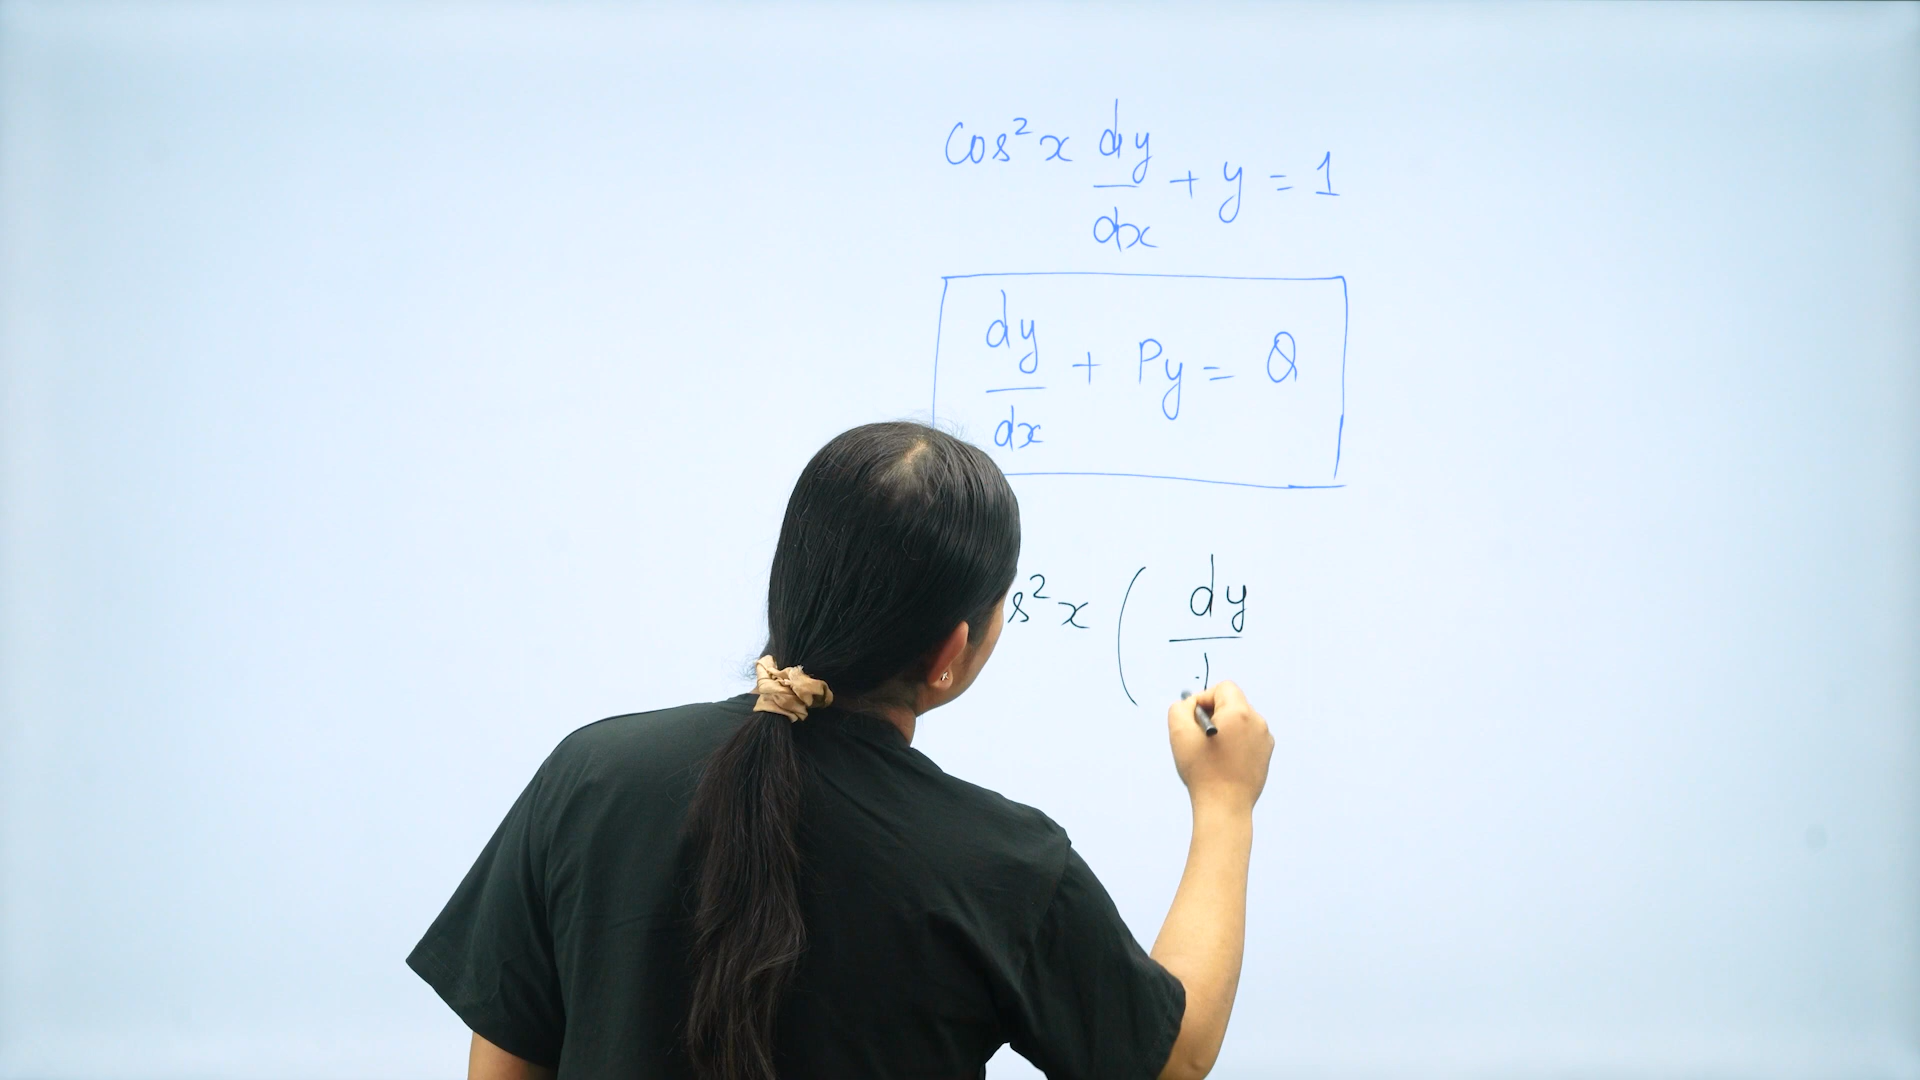 cos²x dy/dx + y = 1
dy/dx + Py = Q
s²x ( dy